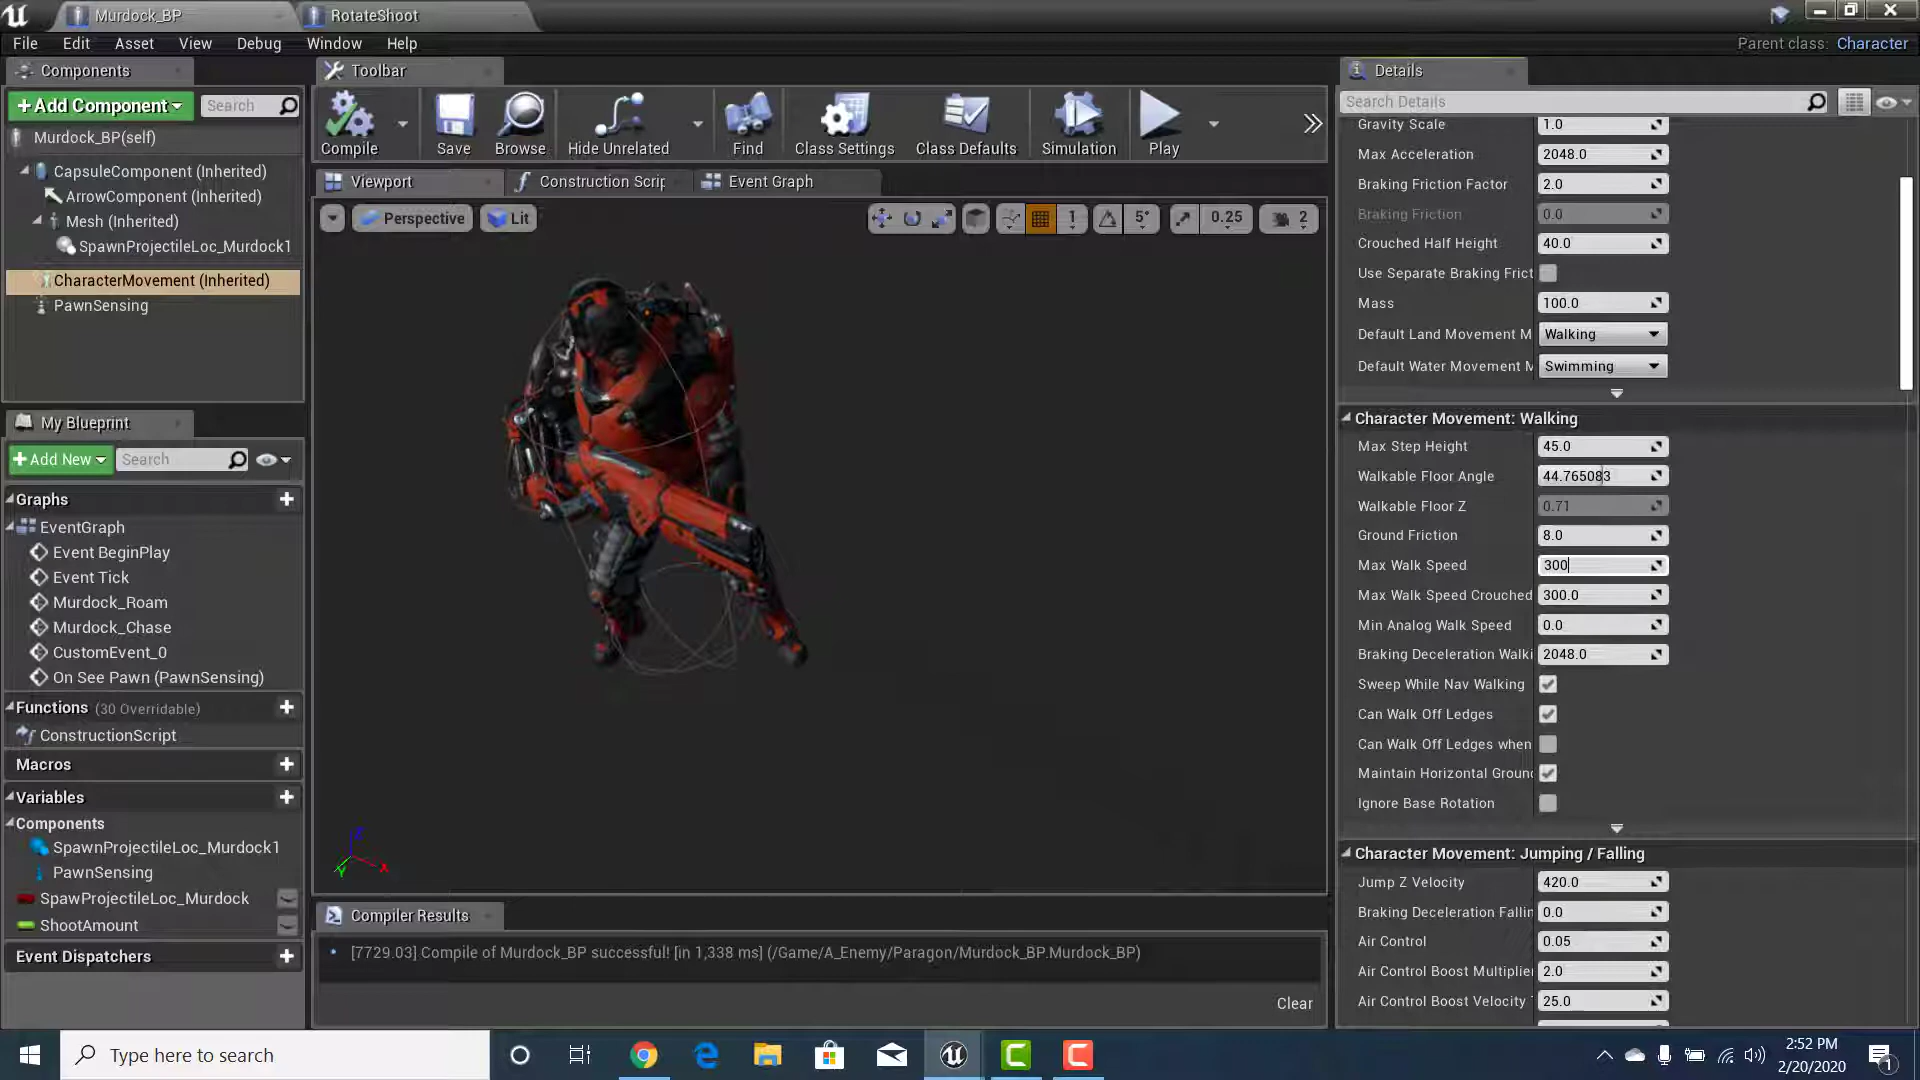 Murdock_BP
RotateShoot
File Edit Asset View Debug Window Help
Parent class: Character
Components
Toolbar
Details
+Add Component
Search
Search Details
Compile
Save
Browse
Hide Unrelated
Find
Class Settings
Class Defaults
Simulation
Play
Murdock_BP(self)
CapsuleComponent (Inherited)
ArrowComponent (Inherited)
Mesh (Inherited)
SpawnProjectileLoc_Murdock1
CharacterMovement (Inherited)
PawnSensing
Viewport
Construction Scrip
Event Graph
Perspective
Lit
1
5°
0.25
2
My Blueprint
+Add New
Search
Graphs
EventGraph
Event BeginPlay
Event Tick
Murdock_Roam
Murdock_Chase
CustomEvent_0
On See Pawn (PawnSensing)
Functions (30 Overridable)
ConstructionScript
Macros
Variables
Components
SpawnProjectileLoc_Murdock1
PawnSensing
SpawProjectileLoc_Murdock
ShootAmount
Event Dispatchers
Z
X
Y
Compiler Results
[7729.03] Compile of Murdock_BP successful! [in 1,338 ms] (/Game/A_Enemy/Paragon/Murdock_BP.Murdock_BP)
Clear
Gravity Scale 1.0
Max Acceleration 2048.0
Braking Friction Factor 2.0
Braking Friction 0.0
Crouched Half Height 40.0
Use Separate Braking Frict
Mass 100.0
Default Land Movement M Walking
Default Water Movement M Swimming
Character Movement: Walking
Max Step Height 45.0
Walkable Floor Angle 44.765083
Walkable Floor Z 0.71
Ground Friction 8.0
Max Walk Speed 300
Max Walk Speed Crouched 300.0
Min Analog Walk Speed 0.0
Braking Deceleration Walki 2048.0
Sweep While Nav Walking
Can Walk Off Ledges
Can Walk Off Ledges when
Maintain Horizontal Ground
Ignore Base Rotation
Character Movement: Jumping / Falling
Jump Z Velocity 420.0
Braking Deceleration Fallin 0.0
Air Control 0.05
Air Control Boost Multiplier 2.0
Air Control Boost Velocity 25.0
Type here to search
2:52 PM
2/20/2020
1